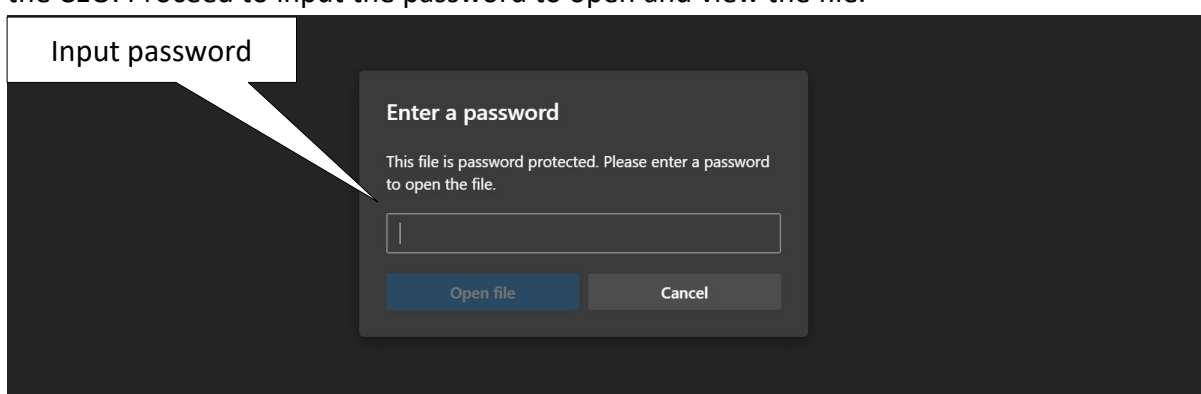 the Proceed to input the password to open and view the file.
Input password
Enter a password
This file is password protected. Please enter a password
to open the file.
Open file Cancel